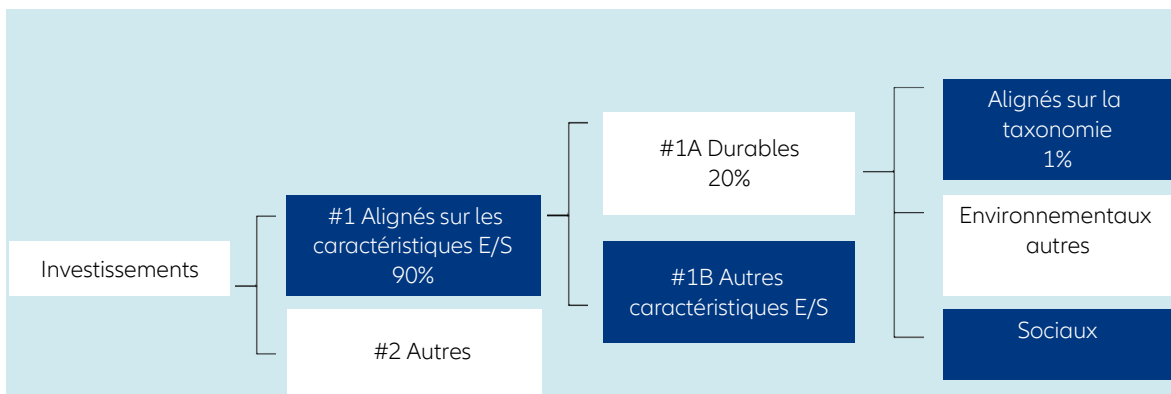 Investissements
#1 Alignés sur les
caractéristiques E/S
90%
#2 Autres
#1A Durables
20%
#1B Autres
caractéristiques E/S
Alignés sur la
taxonomie
1%
Environnementaux
autres
Sociaux